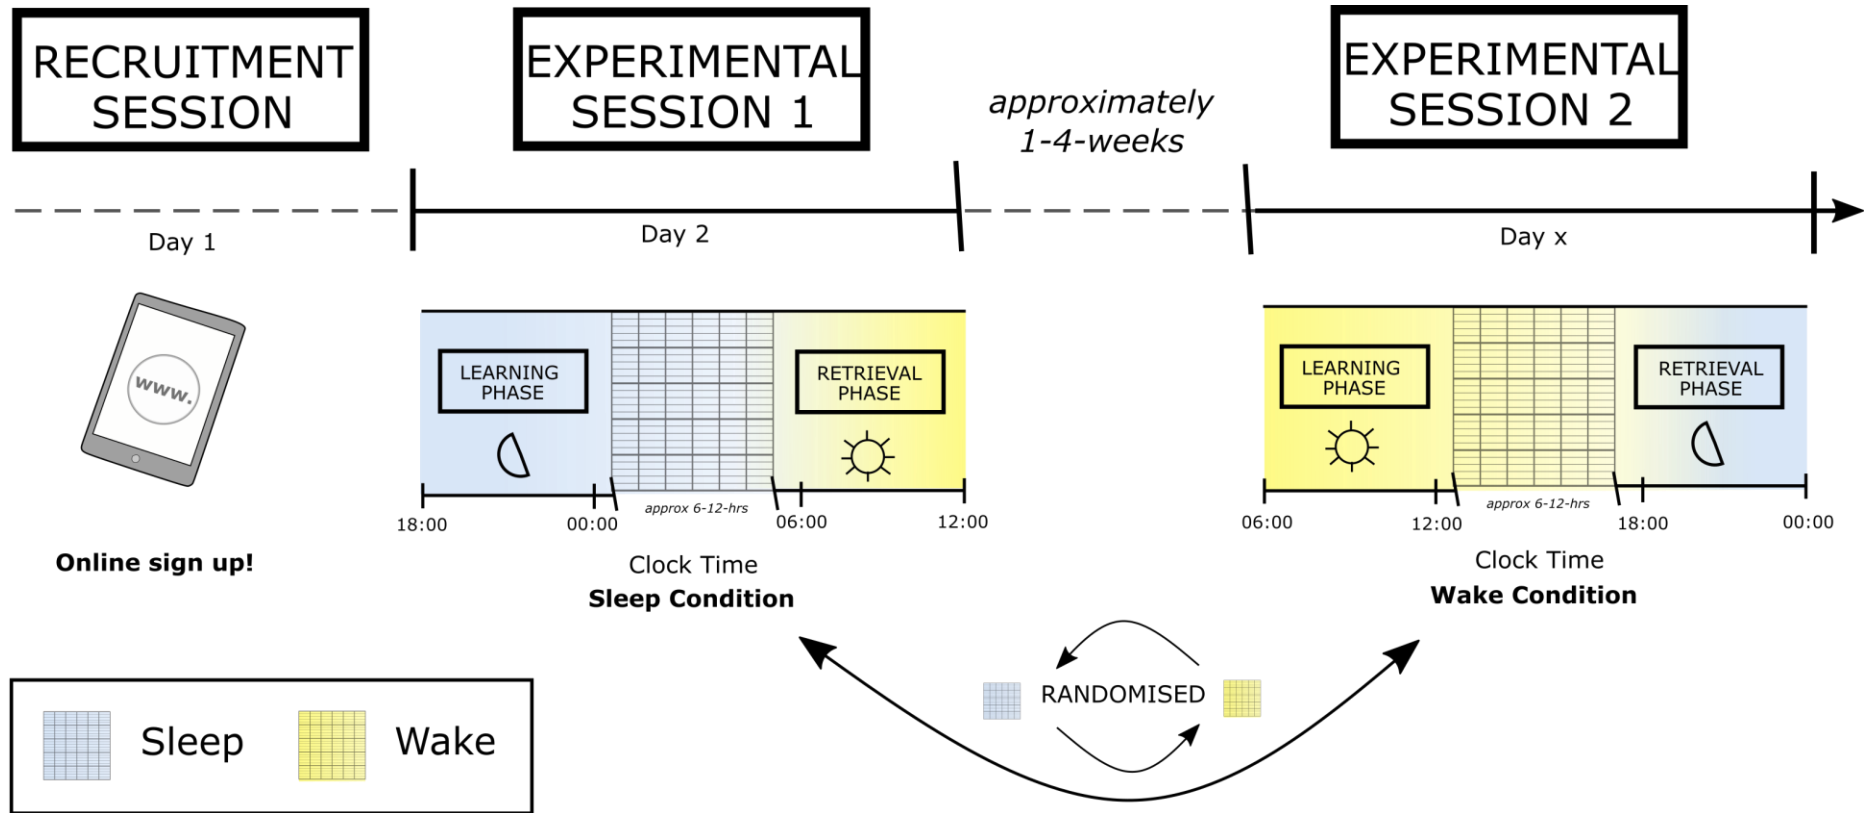 RECRUITMENT
SESSION
EXPERIMENTAL
SESSION 1
approximately
1-4-weeks
EXPERIMENTAL
SESSION 2
Day 1
Day 2
Day x
www.
Online sign up!
LEARNING
PHASE
RETRIEVAL
PHASE
approx 6-12-hrs
18:00
00:00
06:00
12:00
Clock Time
Sleep Condition
LEARNING
PHASE
RETRIEVAL
PHASE
approx 6-12-hrs
06:00
12:00
18:00
00:00
Clock Time
Wake Condition
RANDOMISED
Sleep
Wake